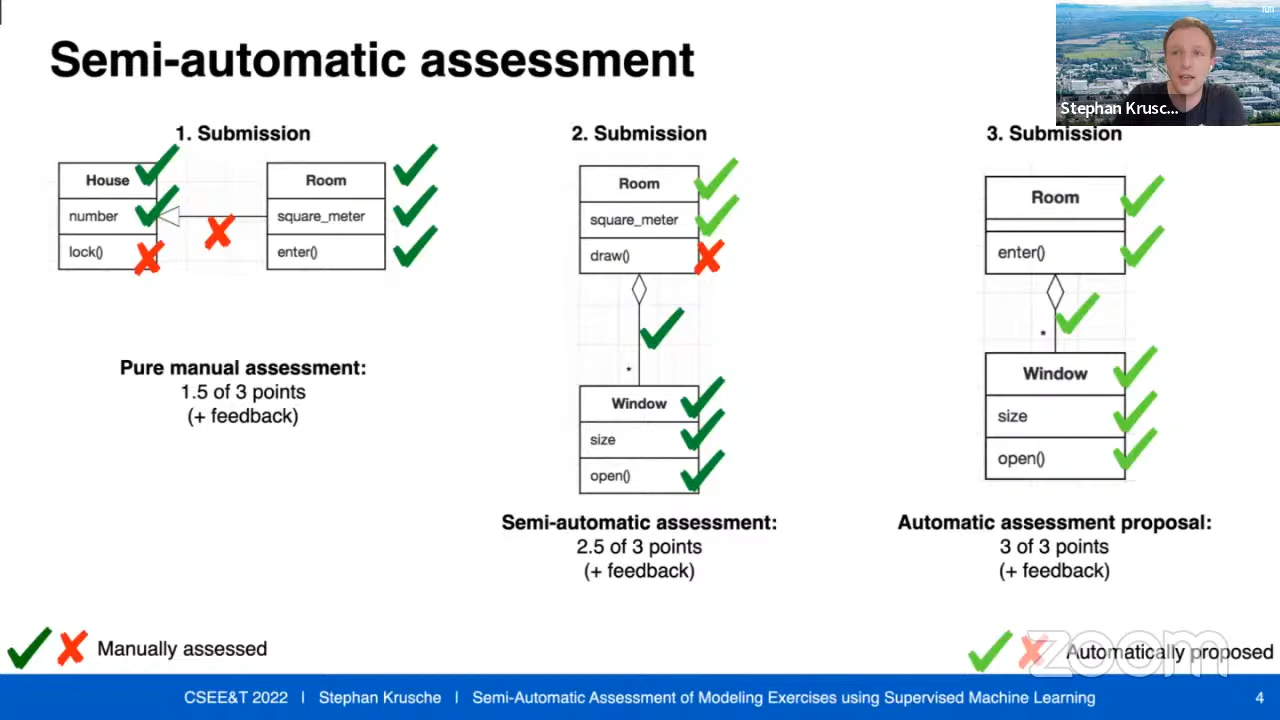 Semi-automatic assessment
Stephan Krusc...
1. Submission
House
number
lock()
Room
square_meter
enter()
Pure manual assessment:
1.5 of 3 points
(+ feedback)
2. Submission
Room
square_meter
draw()
*
Window
size
open()
Semi-automatic assessment:
2.5 of 3 points
(+ feedback)
3. Submission
Room
enter()
*
Window
size
open()
Automatic assessment proposal:
3 of 3 points
(+ feedback)
Manually assessed
Automatically proposed
zoom
CSEE&T 2022 | Stephan Krusche | Semi-Automatic Assessment of Modeling Exercises using Supervised Machine Learning
4